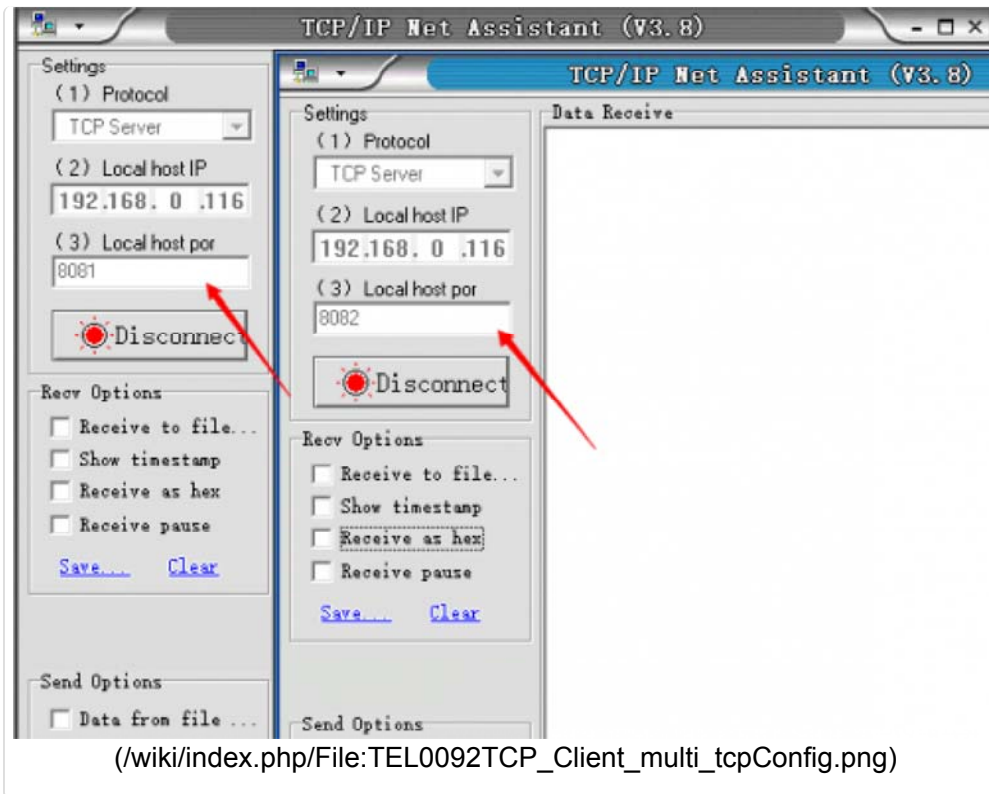 TCP/IP Net Assistant (V3.8)
Settings
(1) Protocol
TCP Server
(2) Local host IP
192.168. 0 .116
(3) Local host por
8081
Disconnect
Recv Options
Receive to file...
Show timestamp
Receive as hex
Receive pause
Save... Clear
Send Options
Data from file ...
TCP/IP Net Assistant (V3.8)
Settings
(1) Protocol
TCP Server
(2) Local host IP
192.168. 0 .116
(3) Local host por
8082
Disconnect
Recv Options
Receive to file...
Show timestamp
Receive as hex
Receive pause
Save... Clear
Send Options
Data Receive
(/wiki/index.php/File:TEL0092TCP_Client_multi_tcpConfig.png)